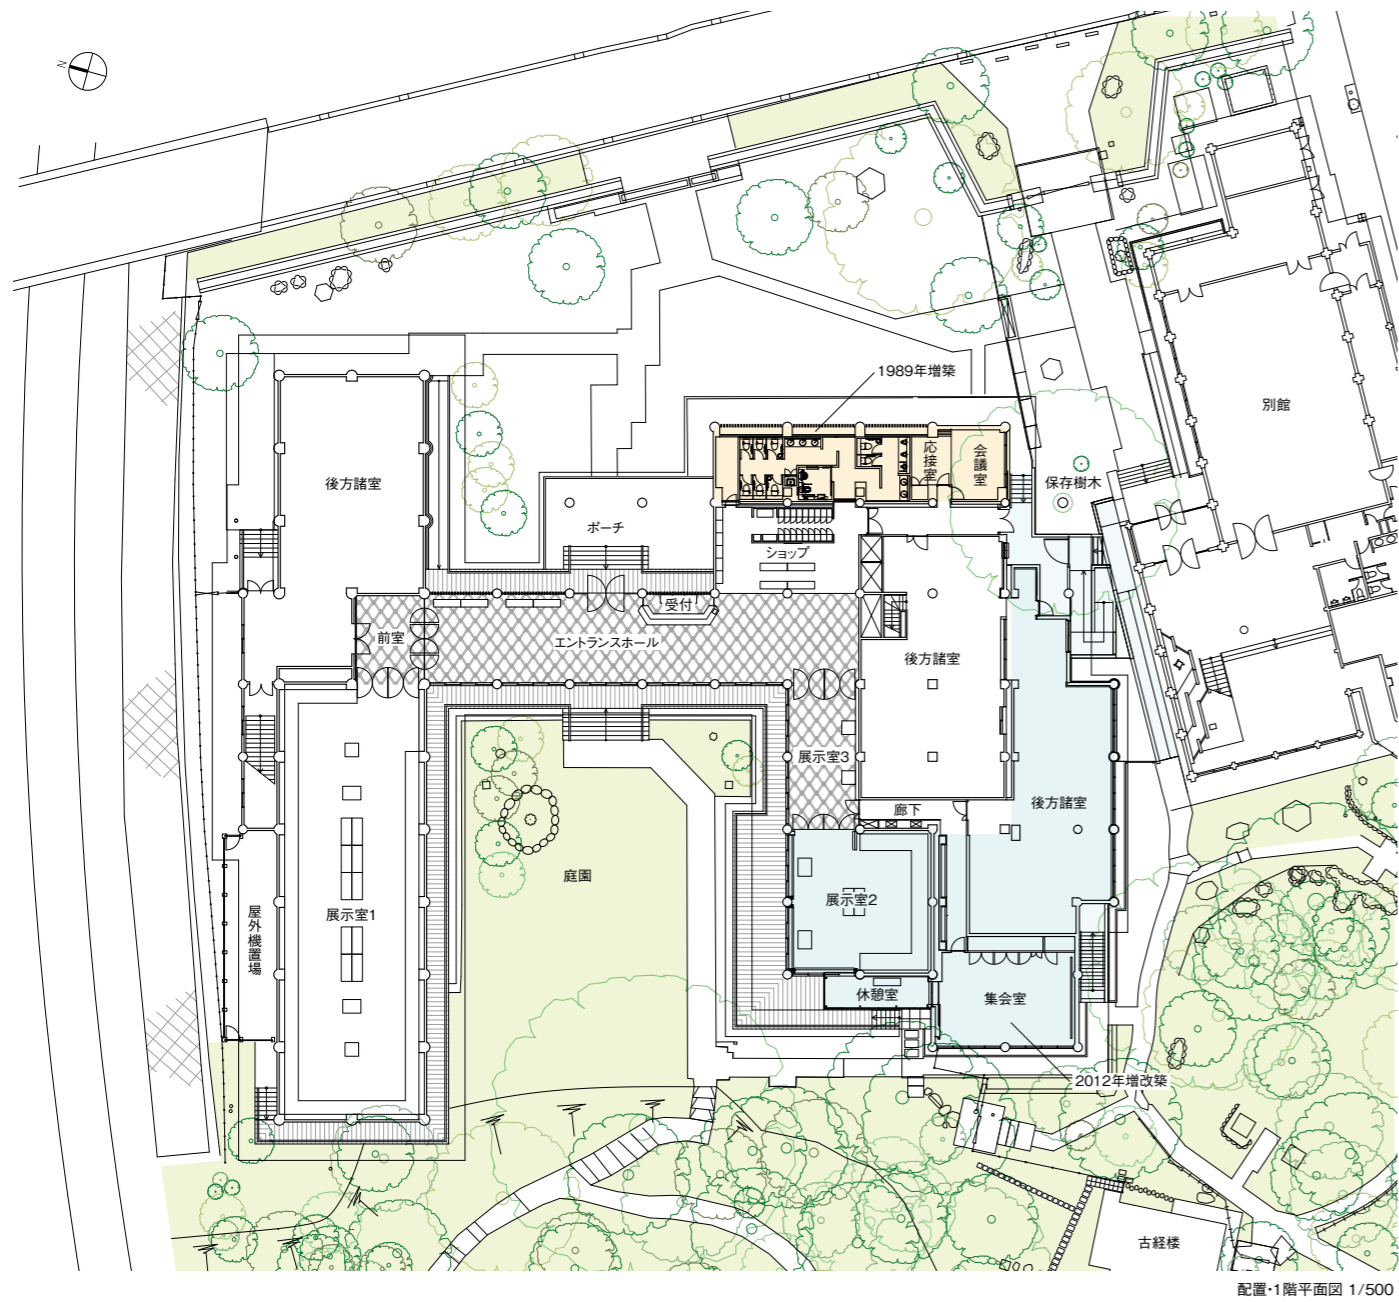 N
1989年増築
別館
応接室
会議室
保存樹木
後方諸室
ポーチ
ショップ
受付
前室
エントランスホール
後方諸室
展示室3
後方諸室
廊下
庭園
展示室2
展示室1
屋外機置場
休憩室
集会室
2012年増改築
古経楼
配置・1階平面図 1/500